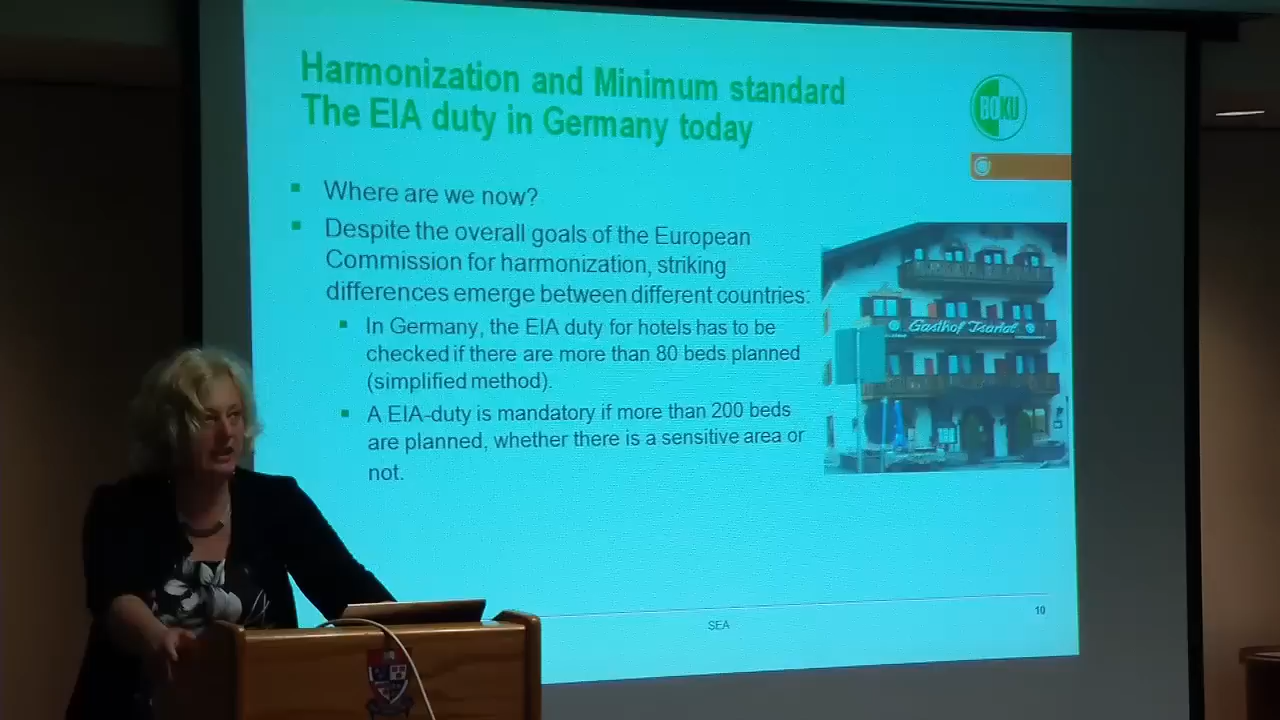 Harmonization and Minimum standard
The EIA duty in Germany today
BOKU
Where are we now?
Despite the overall goals of the European
Commission for harmonization, striking
differences emerge between different countries:
In Germany, the EIA duty for hotels has to be
checked if there are more than 80 beds planned
(simplified method).
A EIA-duty is mandatory if more than 200 beds
are planned, whether there is a sensitive area or
not.
Gasthof
SEA
10